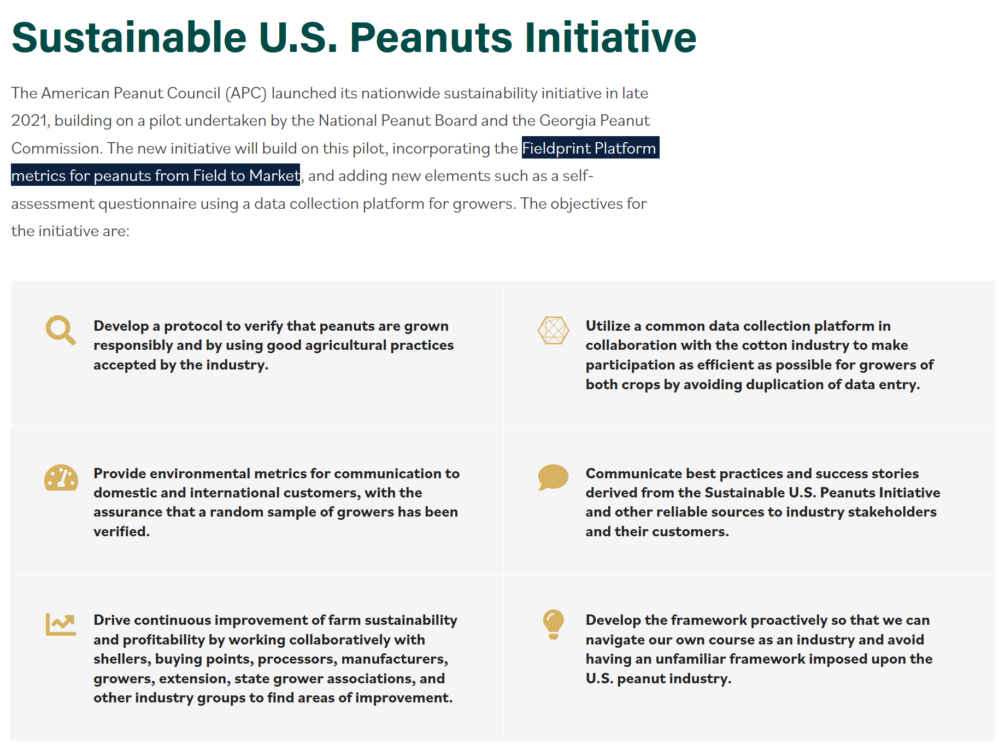 Sustainable U.S. Peanuts Initiative
The American Peanut Council (APC) launched its nationwide sustainability initiative in late
2021, building on a pilot undertaken by the National Peanut Board and the Georgia Peanut
Commission. The new initiative will build on this pilot, incorporating the Fieldprint Platform
metrics for peanuts from Field to Market, and adding new elements such as a self-
assessment questionnaire using a data collection platform for growers. The objectives for
the initiative are:
Develop a protocol to verify that peanuts are grown
responsibly and by using good agricultural practices
accepted by the industry.
Utilize a common data collection platform in
collaboration with the cotton industry to make
participation as efficient as possible for growers of
both crops by avoiding duplication of data entry.
Provide environmental metrics for communication to
domestic and international customers, with the
assurance that a random sample of growers has been
verified.
Communicate best practices and success stories
derived from the Sustainable U.S. Peanuts Initiative
and other reliable sources to industry stakeholders
and their customers.
Drive continuous improvement of farm sustainability
and profitability by working collaboratively with
shellers, buying points, processors, manufacturers,
growers, extension, state grower associations, and
other industry groups to find areas of improvement.
Develop the framework proactively so that we can
navigate our own course as an industry and avoid
having an unfamiliar framework imposed upon the
U.S. peanut industry.